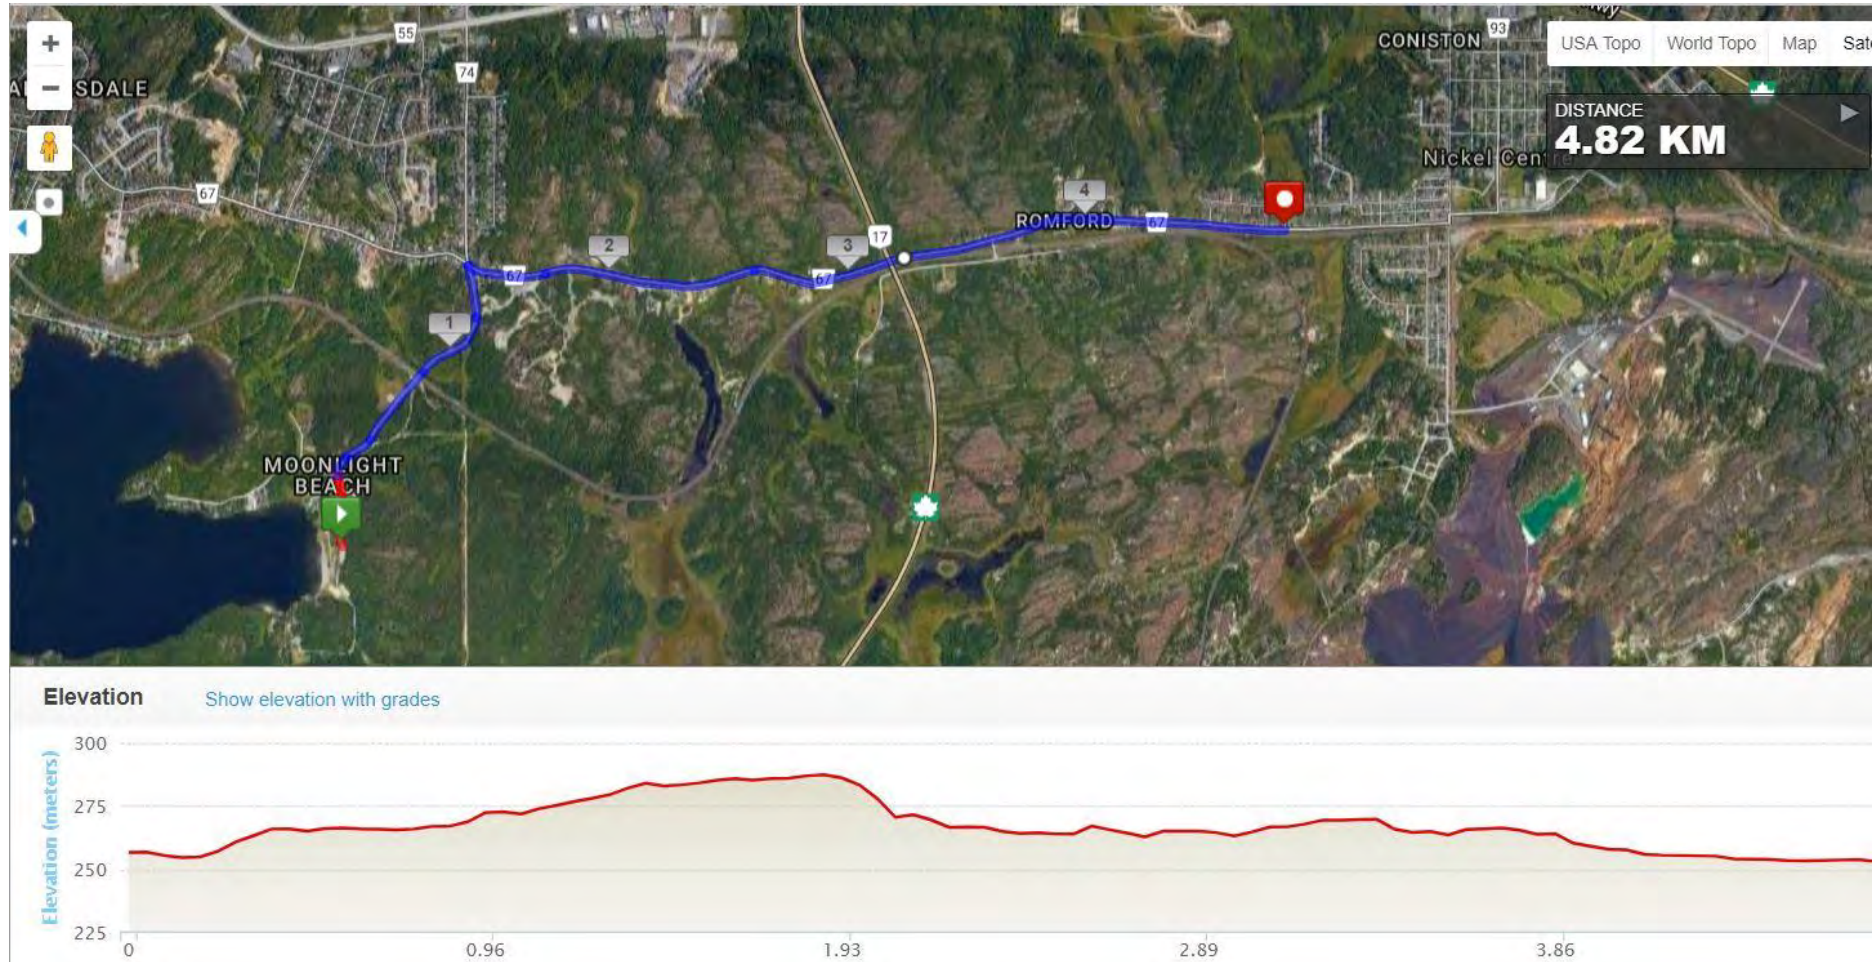 55
93
CONISTON
USA Topo World Topo Map
74
SDALE
DISTANCE
4.82 KM
Nickel Centre
67
4
ROMFORD
67
17
2
3
67
67
1
MOONLIGHT
BEACH
Elevation
Show elevation with grades
Elevation (meters)
300
275
250
225
0
0.96
1.93
2.89
3.86